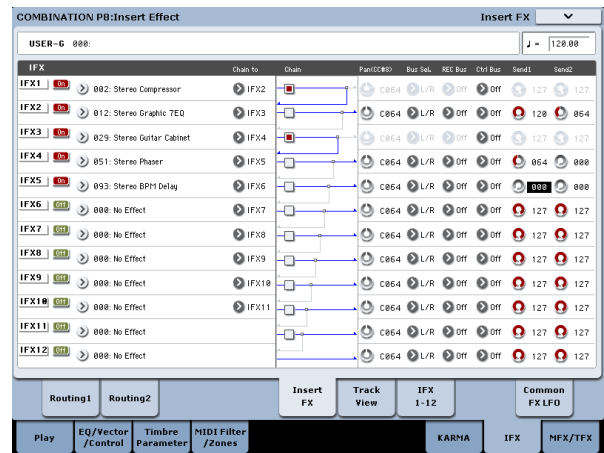 COMBINATION P8:Insert Effect Insert FX
USER-G 000: ♩= 120.00
IFX Chain to Chain Pan(CC#8) Bus Sel. REC Bus Ctrl Bus Send1 Send2
IFX1 On 002: Stereo Compressor IFX2 C064 L/R Off Off 127 127
IFX2 On 012: Stereo Graphic 7EQ IFX3 C064 L/R Off Off 120 064
IFX3 On 029: Stereo Guitar Cabinet IFX4 C064 L/R Off Off 127 127
IFX4 On 051: Stereo Phaser IFX5 C064 L/R Off Off 064 000
IFX5 On 093: Stereo BPM Delay IFX6 C064 L/R Off Off 000 000
IFX6 Off 000: No Effect IFX7 C064 L/R Off Off 127 127
IFX7 Off 000: No Effect IFX8 C064 L/R Off Off 127 127
IFX8 Off 000: No Effect IFX9 C064 L/R Off Off 127 127
IFX9 Off 000: No Effect IFX10 C064 L/R Off Off 127 127
IFX10 Off 000: No Effect IFX11 C064 L/R Off Off 127 127
IFX11 Off 000: No Effect C064 L/R Off Off 127 127
IFX12 Off 000: No Effect C064 L/R Off Off 127 127
Routing1 Routing2 Insert FX Track View IFX 1-12 Common FX LFO
Play EQ/Vector /Control Timbre Parameter MIDI Filter /Zones KARMA IFX MFX/TFX